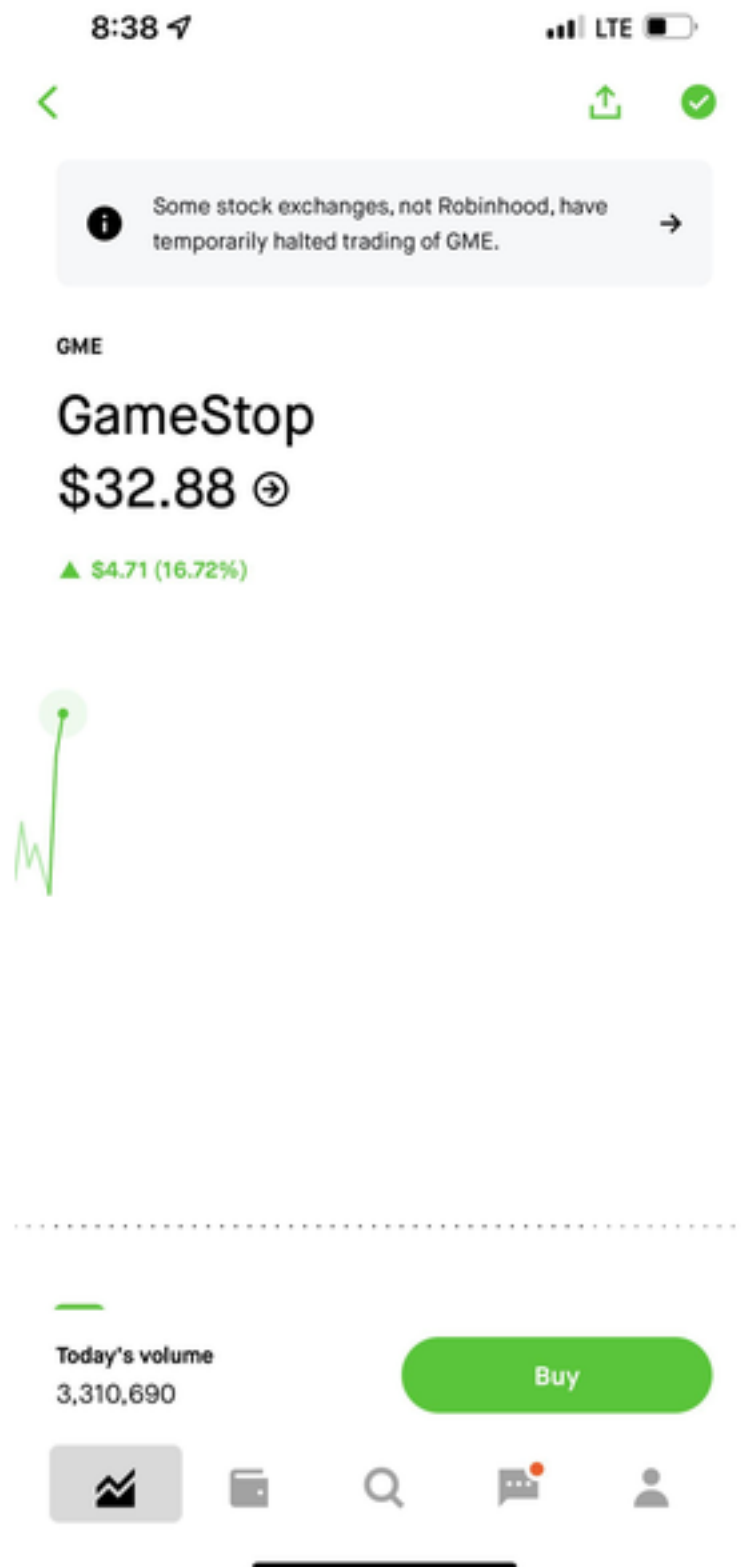 8:38
LTE
Some stock exchanges, not Robinhood, have
temporarily halted trading of GME.
GME
GameStop
$32.88
$4.71 (16.72%)
Today's volume
3,310,690
Buy